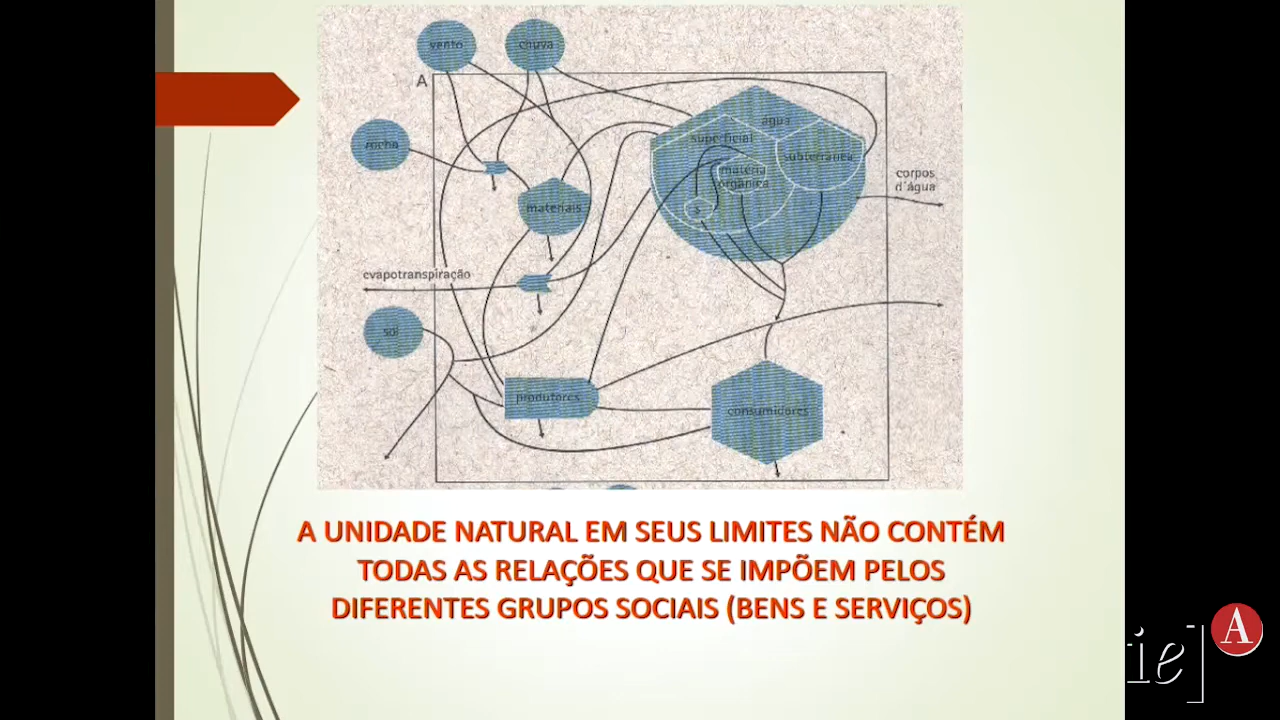 vento
chuva
A
rocha
água
superficial
subterrânea
matéria
orgânica
corpos
d´água
materiais
evapotranspiração
sol
produtores
consumidores
A UNIDADE NATURAL EM SEUS LIMITES NÃO CONTÉM
TODAS AS RELAÇÕES QUE SE IMPÕEM PELOS
DIFERENTES GRUPOS SOCIAIS (BENS E SERVIÇOS)
ie]
A